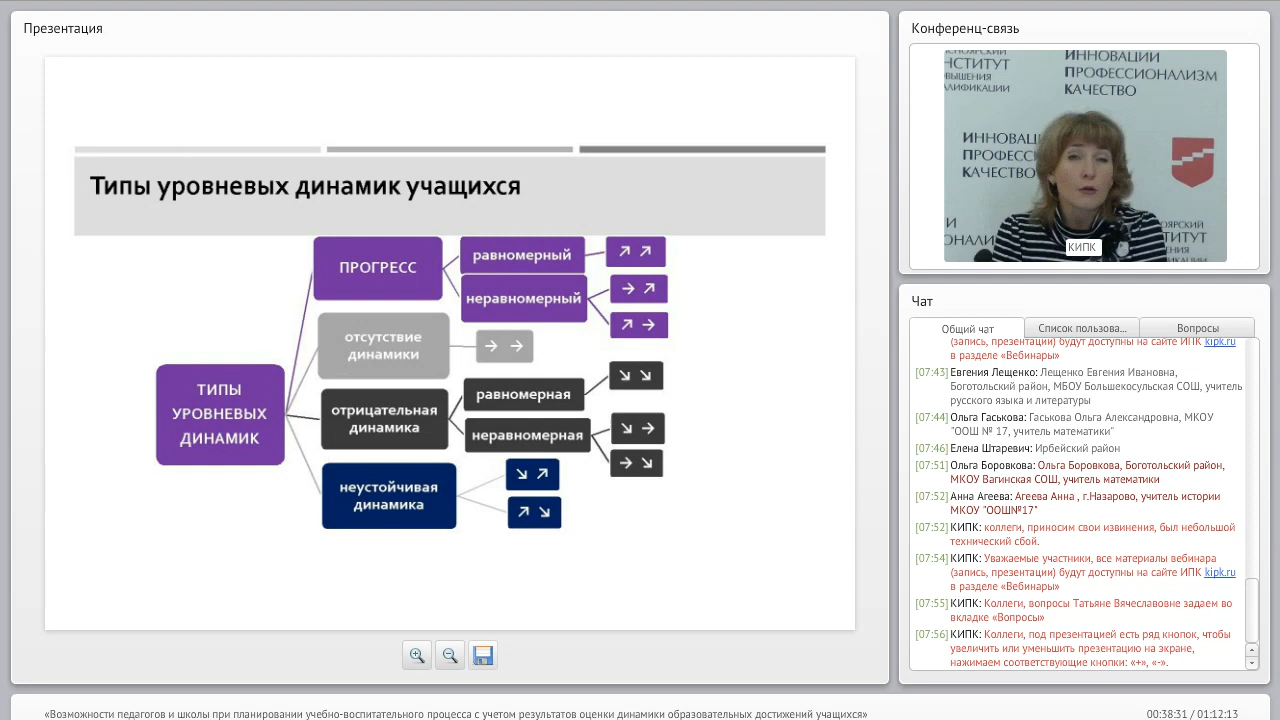 Презентация
Типы уровневых динамик учащихся
ТИПЫ
УРОВНЕВЫХ
ДИНАМИК
ПРОГРЕСС
равномерный
неравномерный
отсутствие
динамики
отрицательная
динамика
равномерная
неравномерная
неустойчивая
динамика
Конференц-связь
ИННОВАЦИИ
ПРОФЕССИОНАЛИЗМ
КАЧЕСТВО
КИПК
Чат
Общий чат
Список пользова...
Вопросы
(запись, презентации) будут доступны на сайте ИПК kipk.ru
в разделе «Вебинары»
[07:43] Евгения Лещенко: Лещенко Евгения Ивановна,
Боготольский район, МБОУ Большекосульская СОШ, учитель
русского языка и литературы
[07:44] Ольга Гаськова: Гаськова Ольга Александровна, МКОУ
"ООШ № 17, учитель математики"
[07:46] Елена Штаревич: Ирбейский район
[07:51] Ольга Боровкова: Ольга Боровкова, Боготольский район,
МКОУ Вагинская СОШ, учитель математики
[07:52] Анна Агеева: Агеева Анна , г.Назарово, учитель истории
МКОУ "ООШ№17"
[07:52] КИПК: коллеги, приносим свои извинения, был небольшой
технический сбой.
[07:54] КИПК: Уважаемые участники, все материалы вебинара
(запись, презентации) будут доступны на сайте ИПК kipk.ru
в разделе «Вебинары»
[07:55] КИПК: Коллеги, вопросы Татьяне Вячеславовне задаем во
вкладке «Вопросы»
[07:56] КИПК: Коллеги, под презентацией есть ряд кнопок, чтобы
увеличить или уменьшить презентацию на экране,
нажимаем соответствующие кнопки: «+», «-».
«Возможности педагогов и школы при планировании учебно-воспитательного процесса с учетом результатов оценки динамики образовательных достижений учащихся»
00:38:31 / 01:12:13